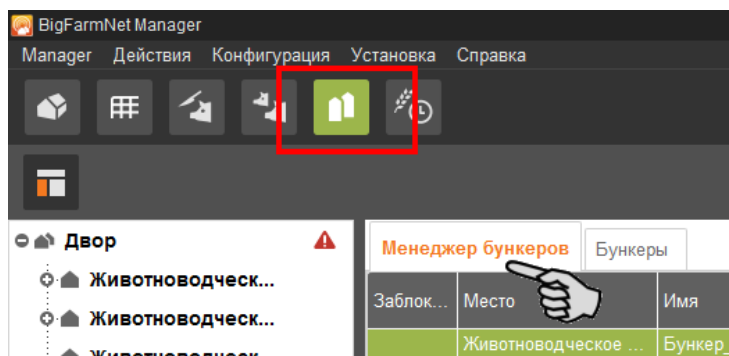 BigFarmNet Manager
Manager Действия Конфигурация Установка Справка
Двор
Животноводческ...
Животноводческ...
Животноводческ...
Менеджер бункеров Бункеры
Заблок... Место Имя
Животноводческое ... Бункер_